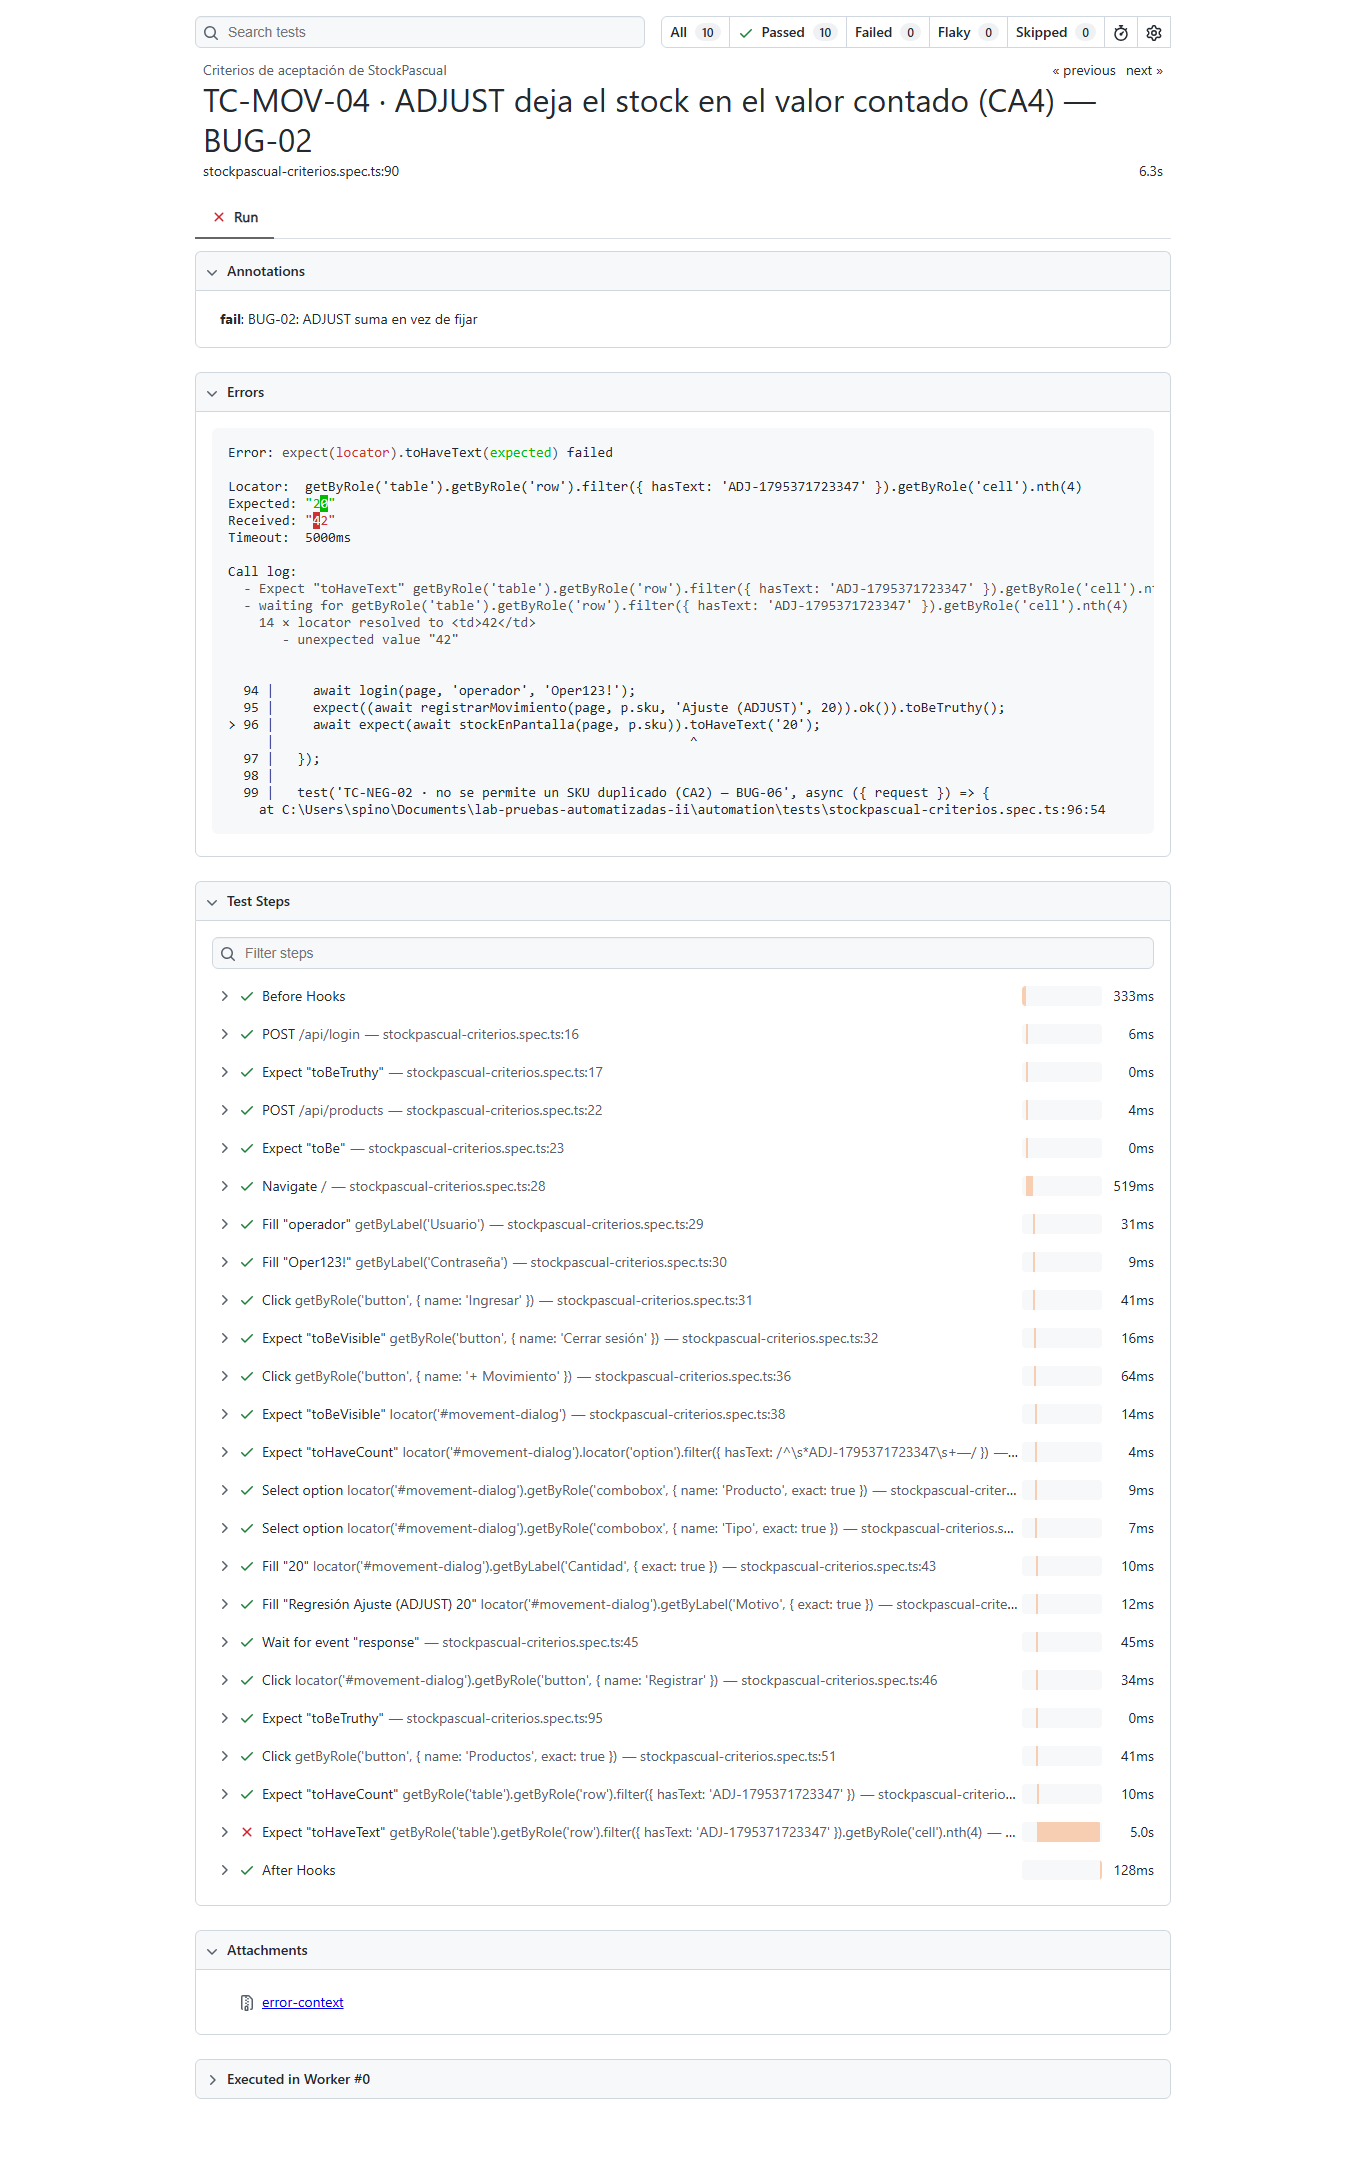 Search tests
All 10
Passed 10
Failed 0
Flaky 0
Skipped 0
Criterios de aceptación de StockPascual
« previous next »
TC-MOV-04 · ADJUST deja el stock en el valor contado (CA4) —
BUG-02
stockpascual-criterios.spec.ts:90
6.3s
Run
Annotations
fail: BUG-02: ADJUST suma en vez de fijar
Errors
Error: expect(locator).toHaveText(expected) failed
Locator:  getByRole('table').getByRole('row').filter({ hasText: 'ADJ-1795371723347' }).getByRole('cell').nth(4)
Expected: "20"
Received: "42"
Timeout:  5000ms
Call log:
- Expect "toHaveText" getByRole('table').getByRole('row').filter({ hasText: 'ADJ-1795371723347' }).getByRole('cell').nt
- waiting for getByRole('table').getByRole('row').filter({ hasText: 'ADJ-1795371723347' }).getByRole('cell').nth(4)
14 × locator resolved to <td>42</td>
- unexpected value "42"
94 |     await login(page, 'operador', 'Oper123!');
95 |     expect((await registrarMovimiento(page, p.sku, 'Ajuste (ADJUST)', 20)).ok()).toBeTruthy();
> 96 |     await expect(await stockEnPantalla(page, p.sku)).toHaveText('20');
|                                                     ^
97 |   });
98 |
99 |   test('TC-NEG-02 · no se permite un SKU duplicado (CA2) — BUG-06', async ({ request }) => {
at C:\Users\spino\Documents\lab-pruebas-automatizadas-ii\automation\tests\stockpascual-criterios.spec.ts:96:54
Test Steps
Filter steps
Before Hooks 333ms
POST /api/login — stockpascual-criterios.spec.ts:16 6ms
Expect "toBeTruthy" — stockpascual-criterios.spec.ts:17 0ms
POST /api/products — stockpascual-criterios.spec.ts:22 4ms
Expect "toBe" — stockpascual-criterios.spec.ts:23 0ms
Navigate / — stockpascual-criterios.spec.ts:28 519ms
Fill "operador" getByLabel('Usuario') — stockpascual-criterios.spec.ts:29 31ms
Fill "Oper123!" getByLabel('Contraseña') — stockpascual-criterios.spec.ts:30 9ms
Click getByRole('button', { name: 'Ingresar' }) — stockpascual-criterios.spec.ts:31 41ms
Expect "toBeVisible" getByRole('button', { name: 'Cerrar sesión' }) — stockpascual-criterios.spec.ts:32 16ms
Click getByRole('button', { name: '+ Movimiento' }) — stockpascual-criterios.spec.ts:36 64ms
Expect "toBeVisible" locator('#movement-dialog') — stockpascual-criterios.spec.ts:38 14ms
Expect "toHaveCount" locator('#movement-dialog').locator('option').filter({ hasText: /^\s*ADJ-1795371723347\s+—/ }) —... 4ms
Select option locator('#movement-dialog').getByRole('combobox', { name: 'Producto', exact: true }) — stockpascual-criter... 9ms
Select option locator('#movement-dialog').getByRole('combobox', { name: 'Tipo', exact: true }) — stockpascual-criterios.s... 7ms
Fill "20" locator('#movement-dialog').getByLabel('Cantidad', { exact: true }) — stockpascual-criterios.spec.ts:43 10ms
Fill "Regresión Ajuste (ADJUST) 20" locator('#movement-dialog').getByLabel('Motivo', { exact: true }) — stockpascual-crite... 12ms
Wait for event "response" — stockpascual-criterios.spec.ts:45 45ms
Click locator('#movement-dialog').getByRole('button', { name: 'Registrar' }) — stockpascual-criterios.spec.ts:46 34ms
Expect "toBeTruthy" — stockpascual-criterios.spec.ts:95 0ms
Click getByRole('button', { name: 'Productos', exact: true }) — stockpascual-criterios.spec.ts:51 41ms
Expect "toHaveCount" getByRole('table').getByRole('row').filter({ hasText: 'ADJ-1795371723347' }) — stockpascual-criterio... 10ms
Expect "toHaveText" getByRole('table').getByRole('row').filter({ hasText: 'ADJ-1795371723347' }).getByRole('cell').nth(4) — ... 5.0s
After Hooks 128ms
Attachments
error-context
Executed in Worker #0